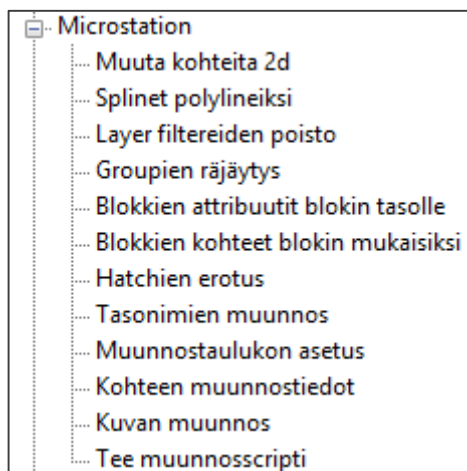 Microstation
Muuta kohteita 2d
Splinet polylineiksi
Layer filtereiden poisto
Groupien räjäytys
Blokkien attribuutit blokin tasolle
Blokkien kohteet blokin mukaisiksi
Hatchien erotus
Tasonimien muunnos
Muunnostaulukon asetus
Kohteen muunnostiedot
Kuvan muunnos
Tee muunnosscripti